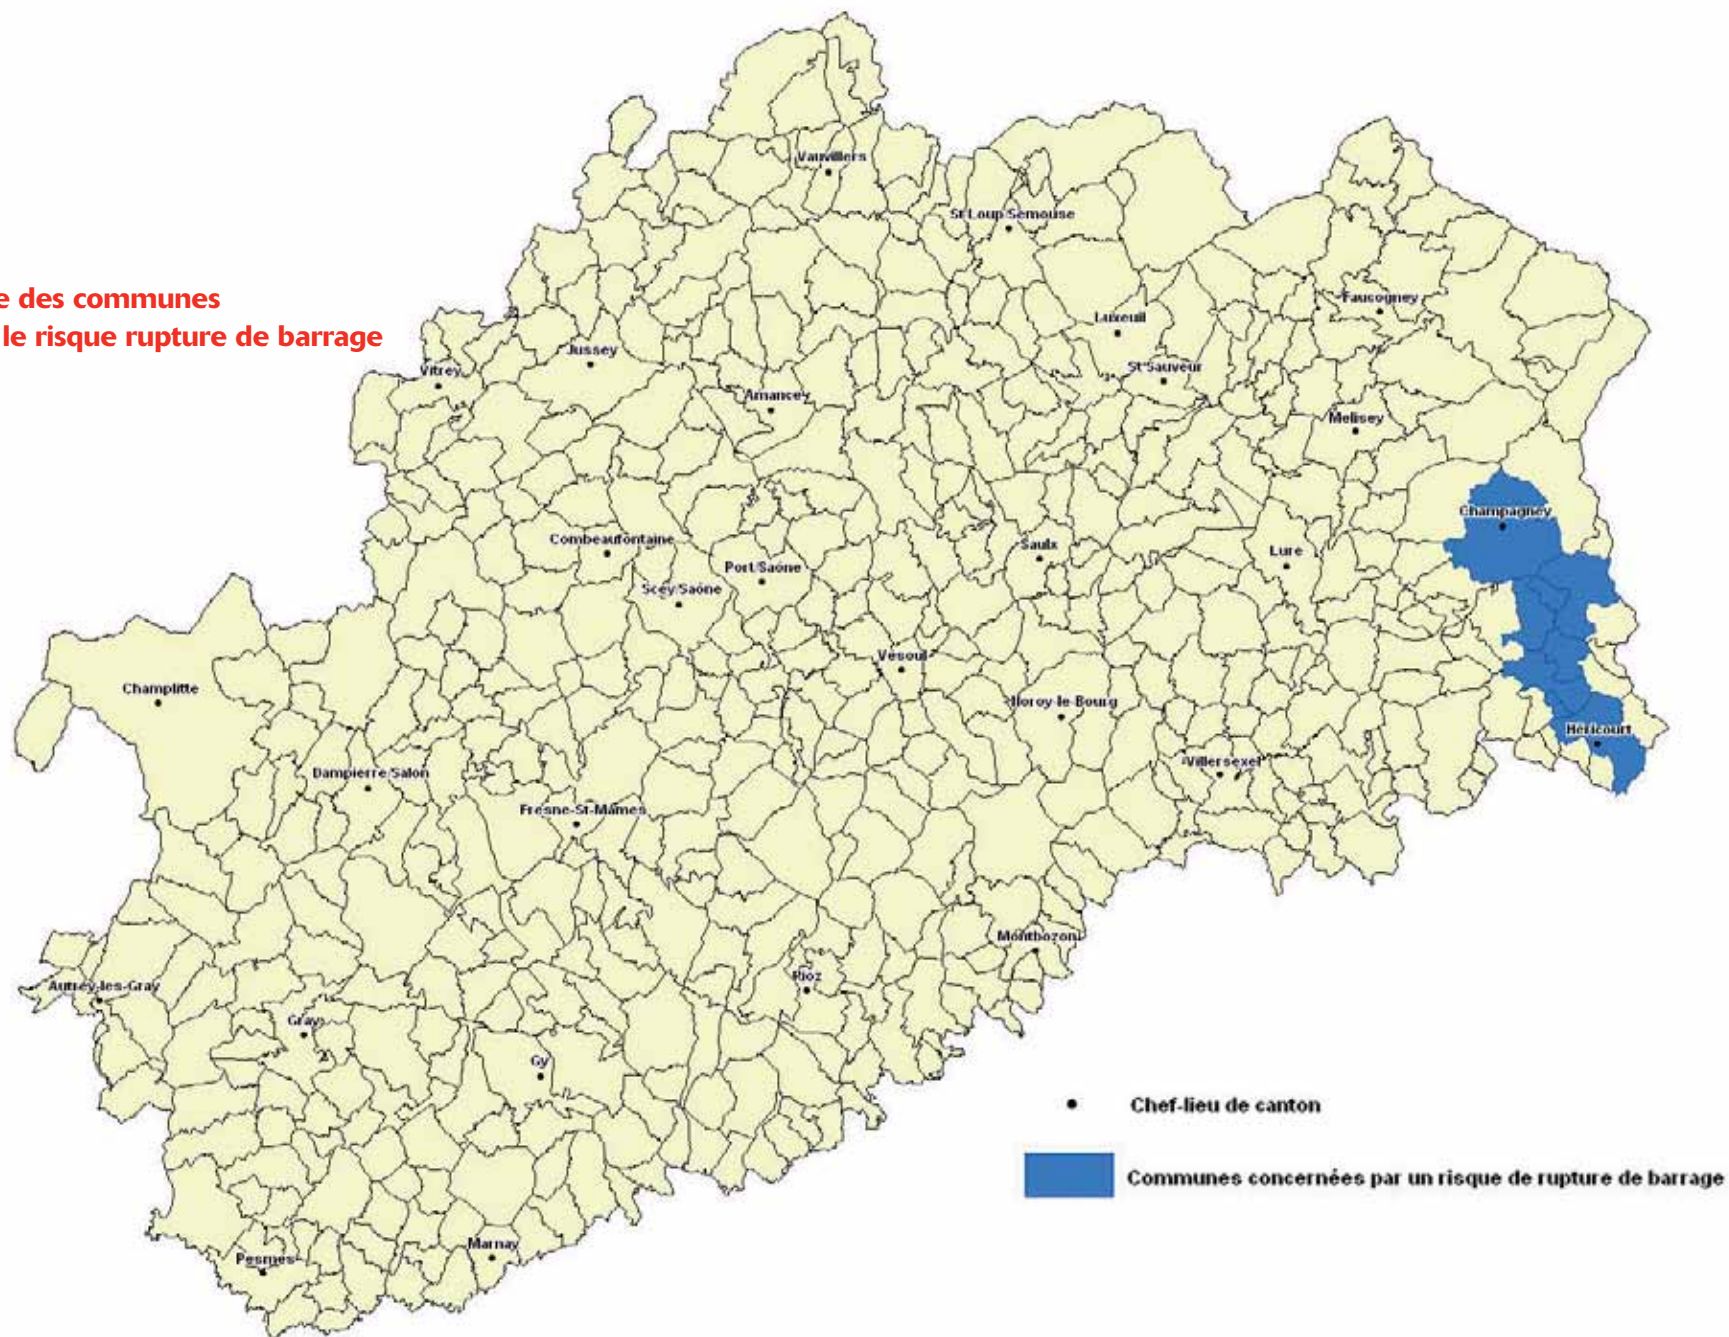 e des communes
le risque rupture de barrage
Vauvillers
St Loup/Semouse
Faucogney
Luxeuil
Jussey
Vitrey
St Sauveur
Amance
Melisey
Champagney
Combeaufontaine
Saulx
Lure
Port/Saône
Scey/Saône
Vesoul
Champlitte
Noroy-le-Bourg
Héricourt
Villersexel
Dampierre/Salon
Fresne-St-Mamès
Montbozon
Rioz
Autrey-les-Gray
Gray
Gy
Chef-lieu de canton
Communes concernées par un risque de rupture de barrage
Marnay
Pesmes